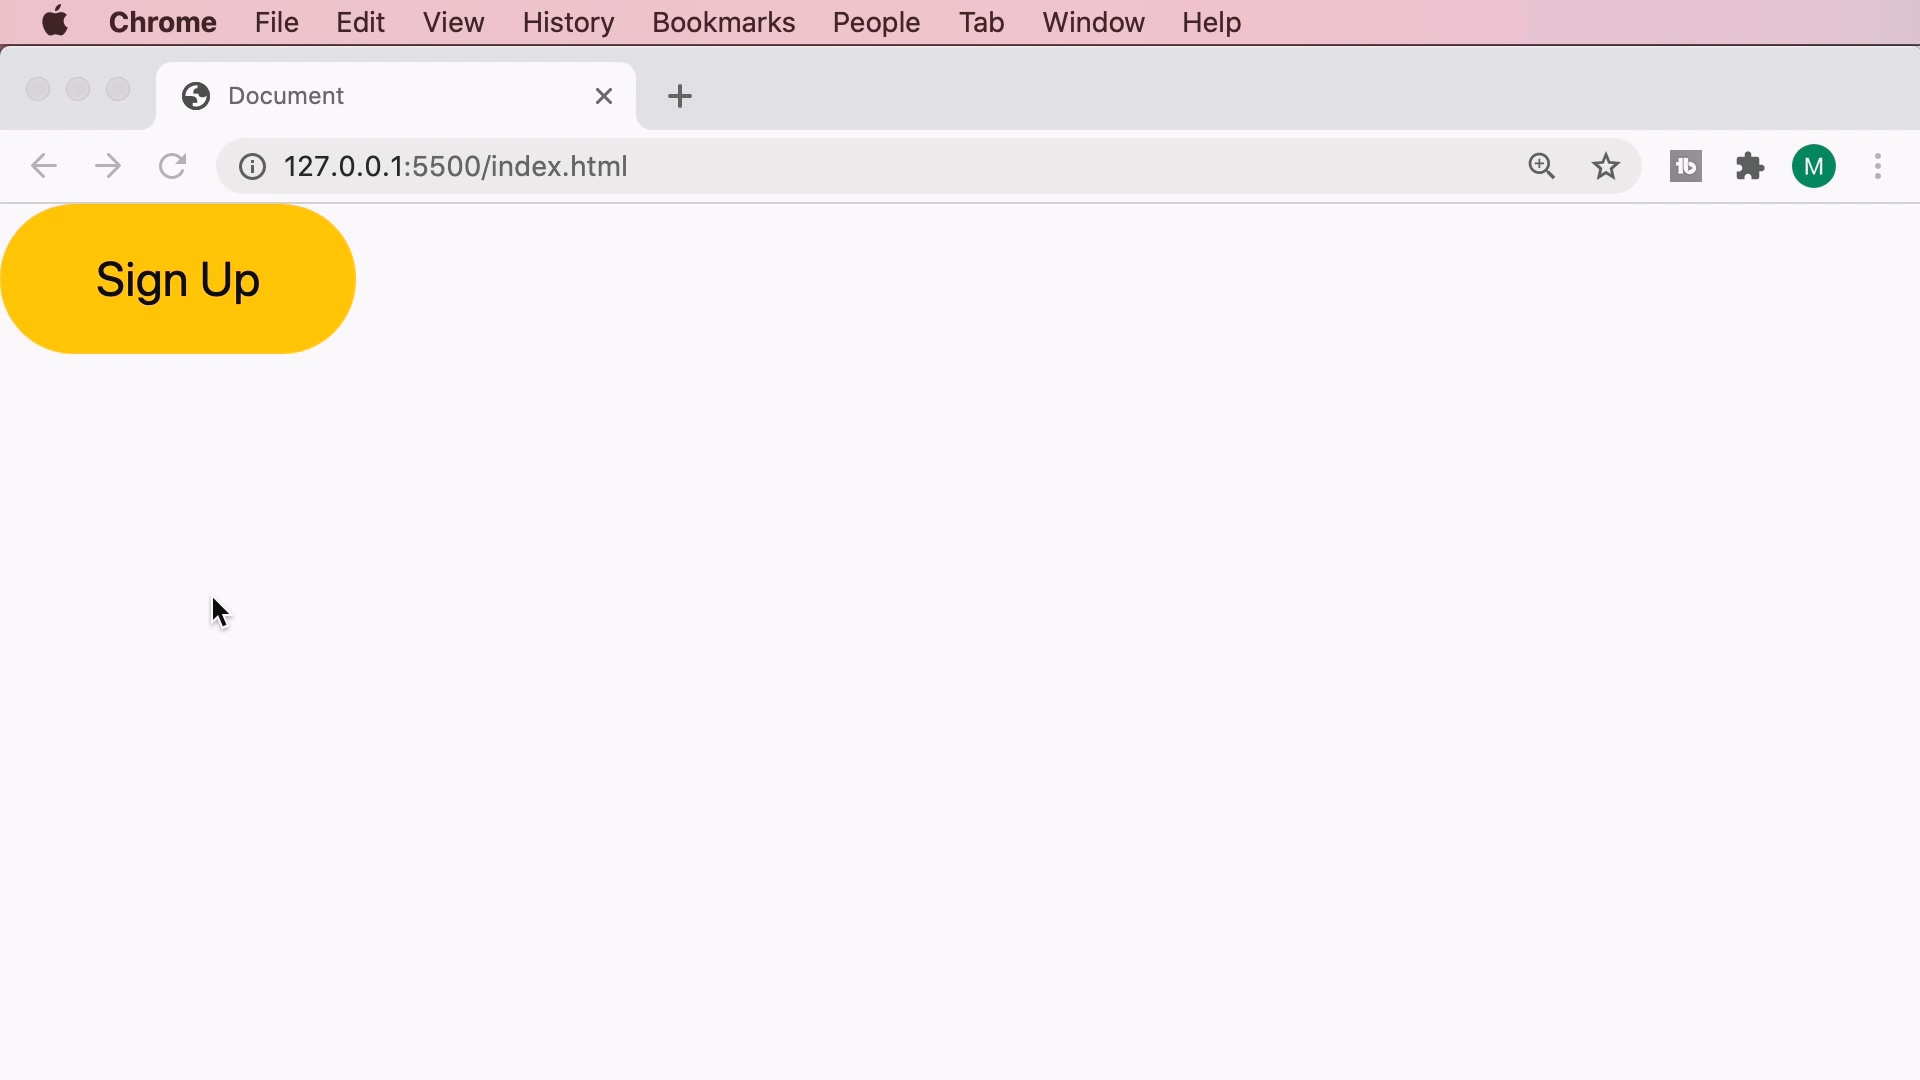 Chrome File Edit View History Bookmarks People Tab Window Help
Document
127.0.0.1:5500/index.html
M
Sign Up